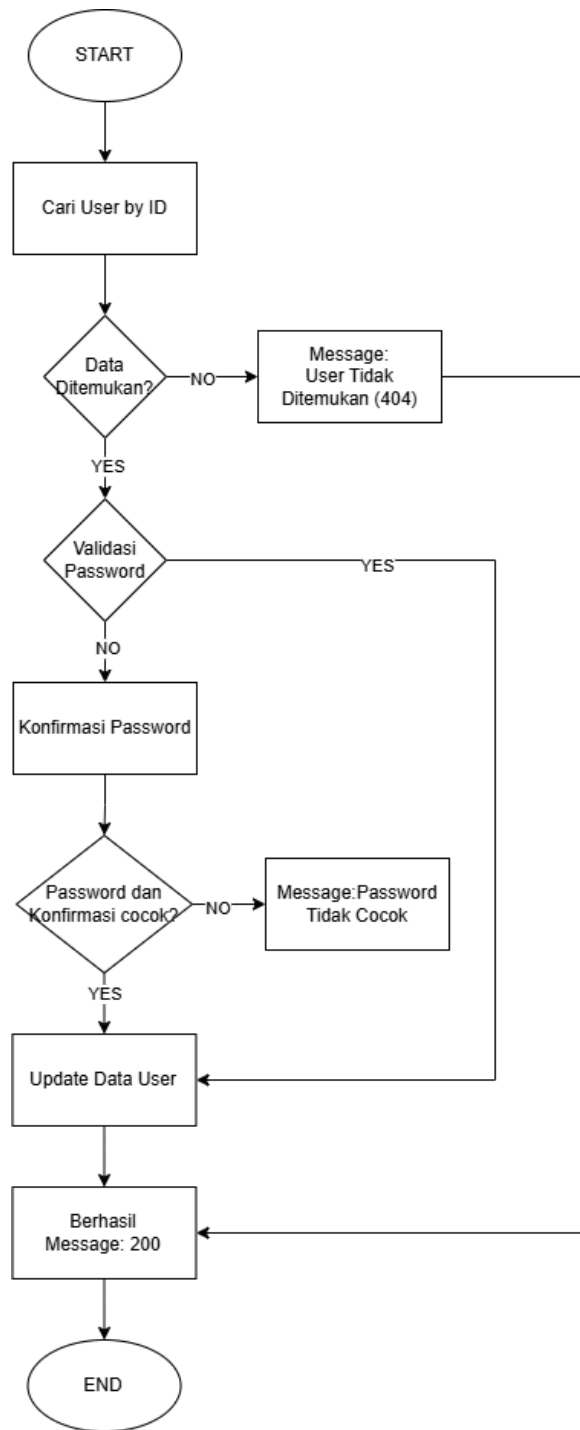 START
Cari User by ID
Data
Ditemukan?
NO
Message:
User Tidak
Ditemukan (404)
YES
Validasi
Password
YES
NO
Konfirmasi Password
Password dan
Konfirmasi cocok?
NO
Message:Password
Tidak Cocok
YES
Update Data User
Berhasil
Message: 200
END